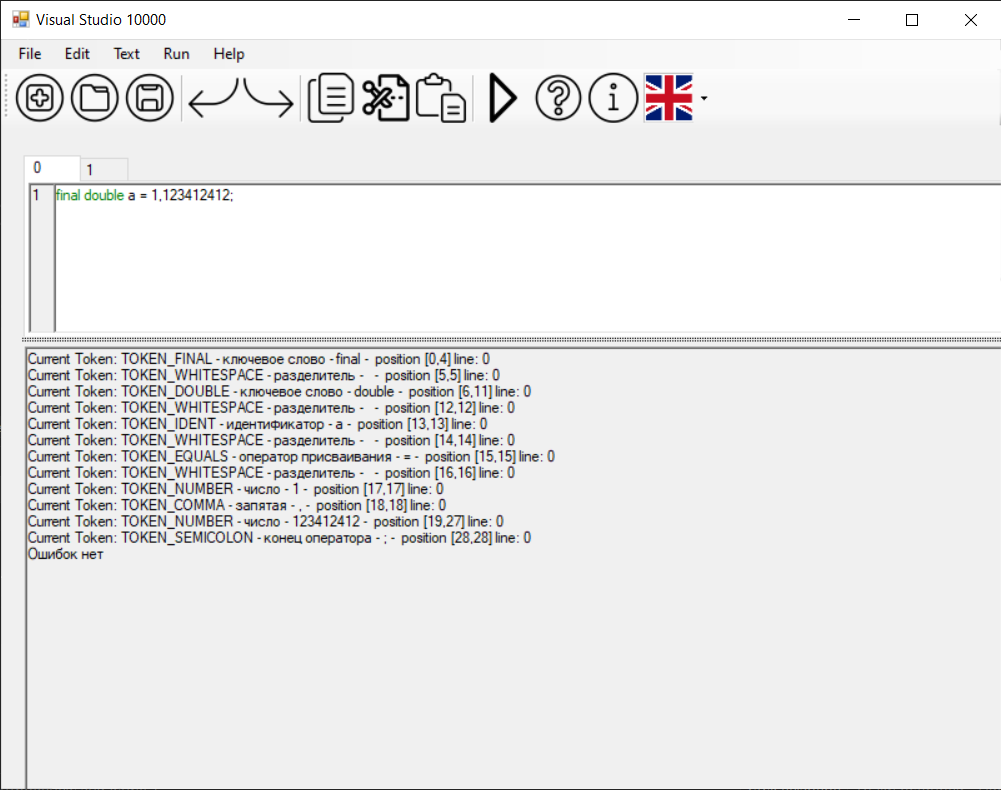 Visual Studio 10000
File Edit Text Run Help
0 1
1 final double a = 1,123412412;
Current Token: TOKEN_FINAL - ключевое слово - final - position [0,4] line: 0
Current Token: TOKEN_WHITESPACE - разделитель -   - position [5,5] line: 0
Current Token: TOKEN_DOUBLE - ключевое слово - double - position [6,11] line: 0
Current Token: TOKEN_WHITESPACE - разделитель -   - position [12,12] line: 0
Current Token: TOKEN_IDENT - идентификатор - a - position [13,13] line: 0
Current Token: TOKEN_WHITESPACE - разделитель -   - position [14,14] line: 0
Current Token: TOKEN_EQUALS - оператор присваивания - = - position [15,15] line: 0
Current Token: TOKEN_WHITESPACE - разделитель -   - position [16,16] line: 0
Current Token: TOKEN_NUMBER - число - 1 - position [17,17] line: 0
Current Token: TOKEN_COMMA - запятая - , - position [18,18] line: 0
Current Token: TOKEN_NUMBER - число - 123412412 - position [19,27] line: 0
Current Token: TOKEN_SEMICOLON - конец оператора - ; - position [28,28] line: 0
Ошибок нет